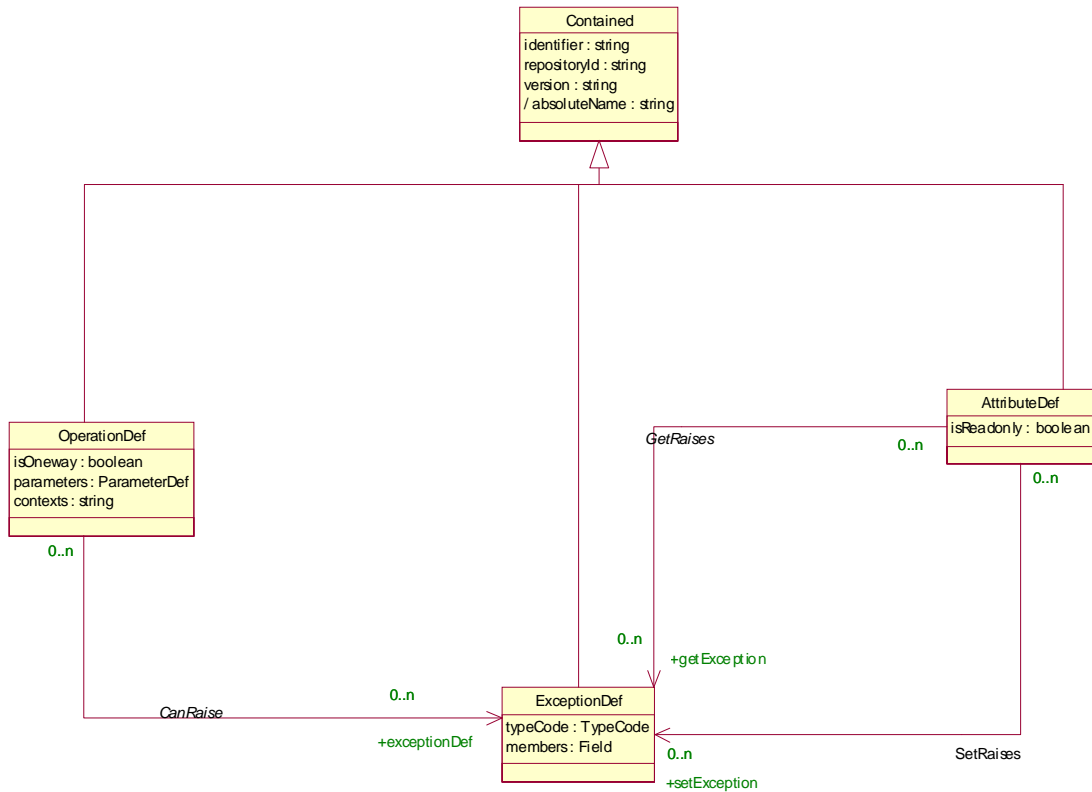 Contained
identifier : string
repositoryId : string
version : string
/ absoluteName : string
AttributeDef
isReadonly : boolean
OperationDef
isOneway : boolean
parameters : ParameterDef
contexts : string
GetRaises
0..n
0..n
0..n
0..n
+getException
0..n
CanRaise
+exceptionDef
ExceptionDef
typeCode : TypeCode
members : Field
0..n
SetRaises
+setException